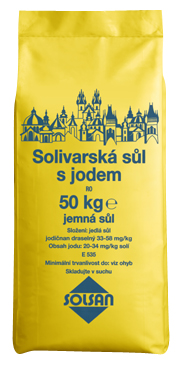 Solivarská sůl
s jodem
RD
50 kg ℮
jemná sůl
Složení: jedlá sůl
jodičnan draselný 33-58 mg/kg
Obsah jodu: 20-34 mg/kg soli
E 535
Minimální trvanlivost do: viz ohyb
Skladujte v suchu
SOLSAN